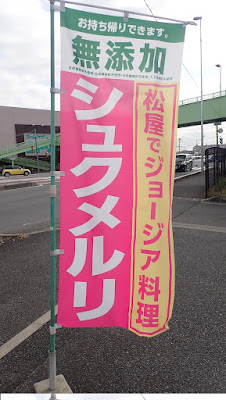 お持ち帰りできます。
無添加
松屋でジョージア料理
シュクメルリ